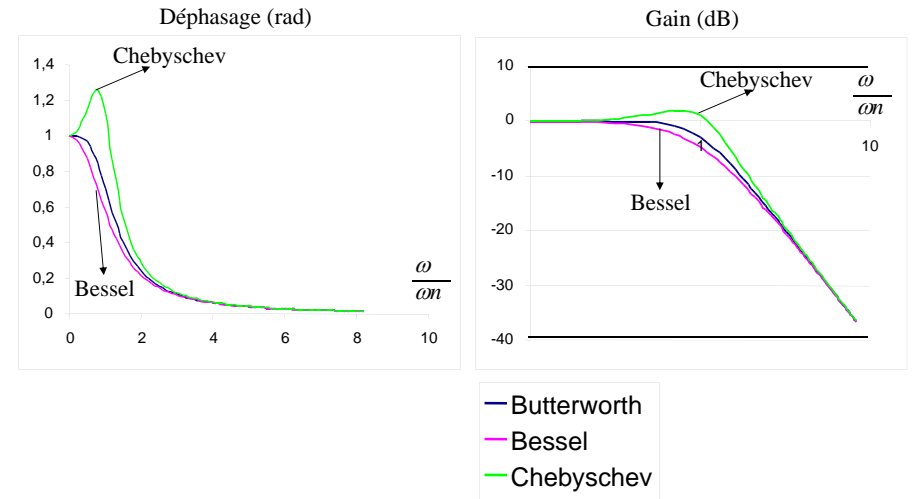 Déphasage (rad)
Chebyschev
1,4
1,2
1
0,8
0,6
0,4
0,2
0
Bessel
ω
ωn
0 2 4 6 8 10
Gain (dB)
10
0
-10
-20
-30
-40
Chebyschev
ω
ωn
1
10
Bessel
Butterworth
Bessel
Chebyschev